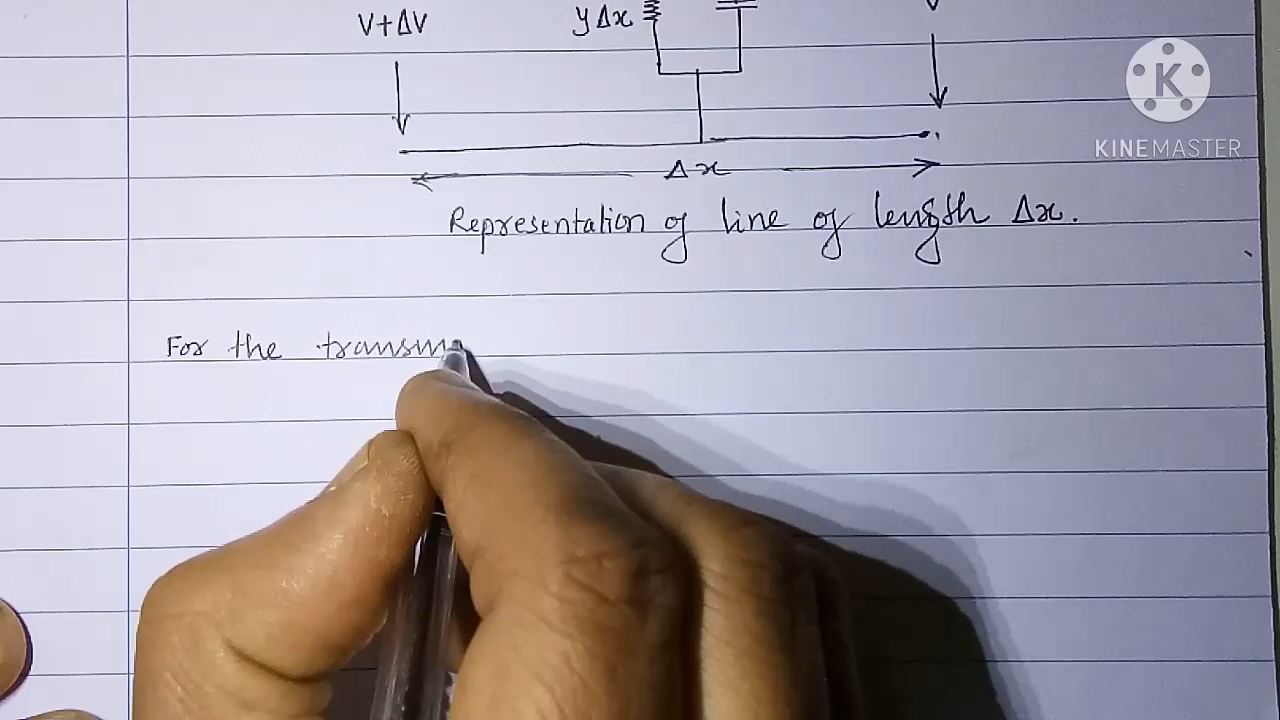 V+ΔV
yΔx
V
K
KINEMASTER
Δx
Representation of line of length Δx.
For the transm